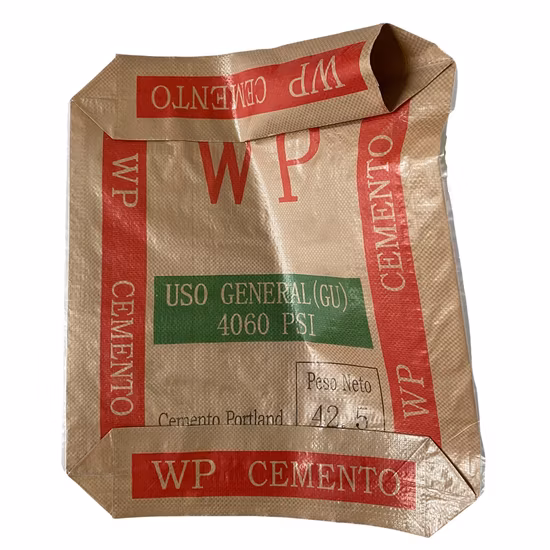 WP CEMENTO
WP
WP CEMENTO
CEMENTO WP
USO GENERAL(GU)
4060 PSI
Peso Neto
42.5
Cemento Portland
WP CEMENTO